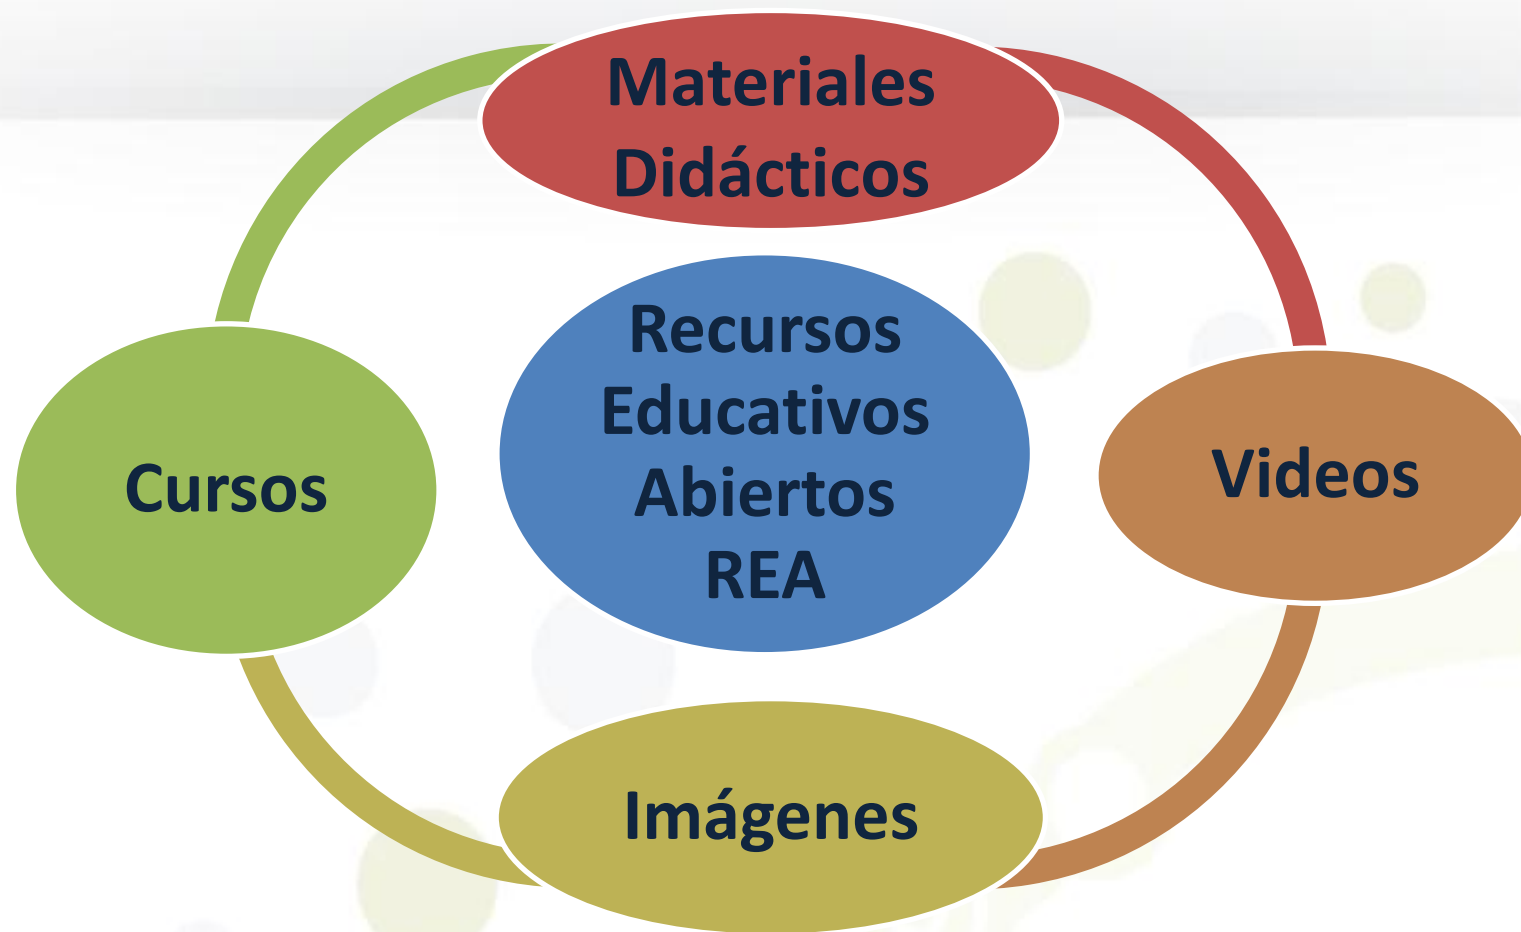 Materiales
Didácticos
Recursos
Educativos
Abiertos
REA
Cursos
Videos
Imágenes